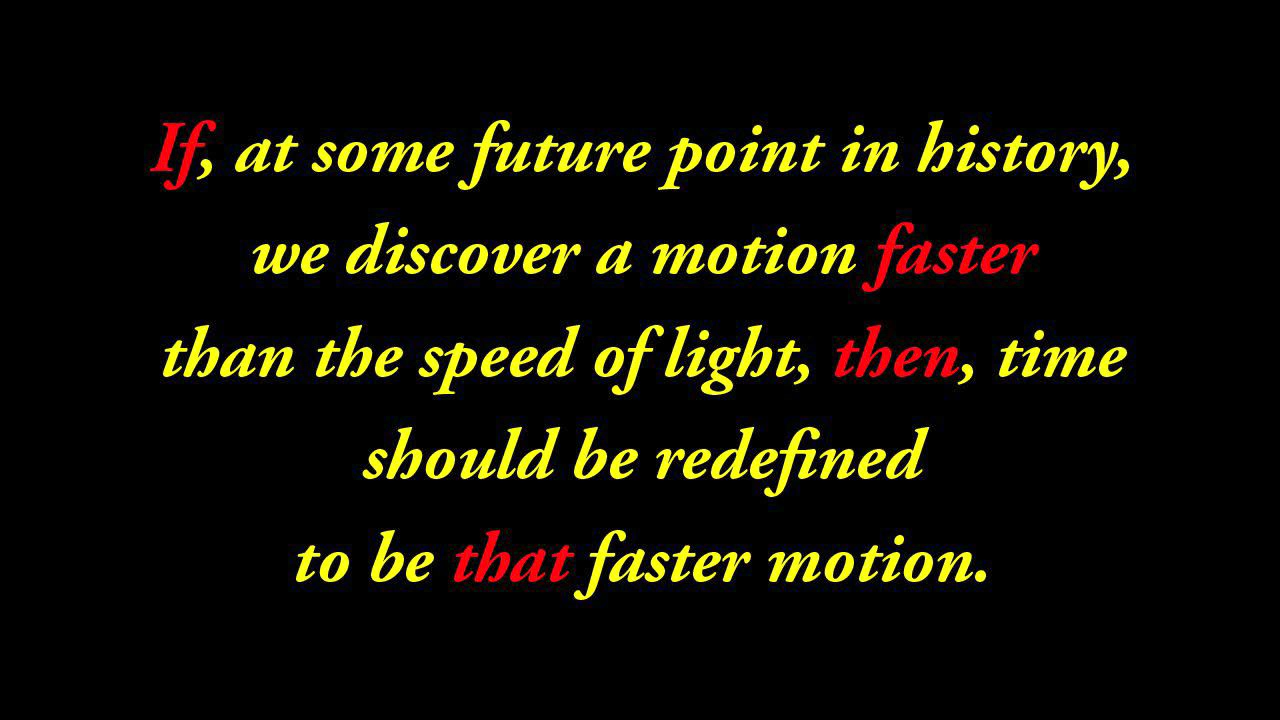 If, at some future point in history,
we discover a motion faster
than the speed of light, then, time
should be redefined
to be that faster motion.